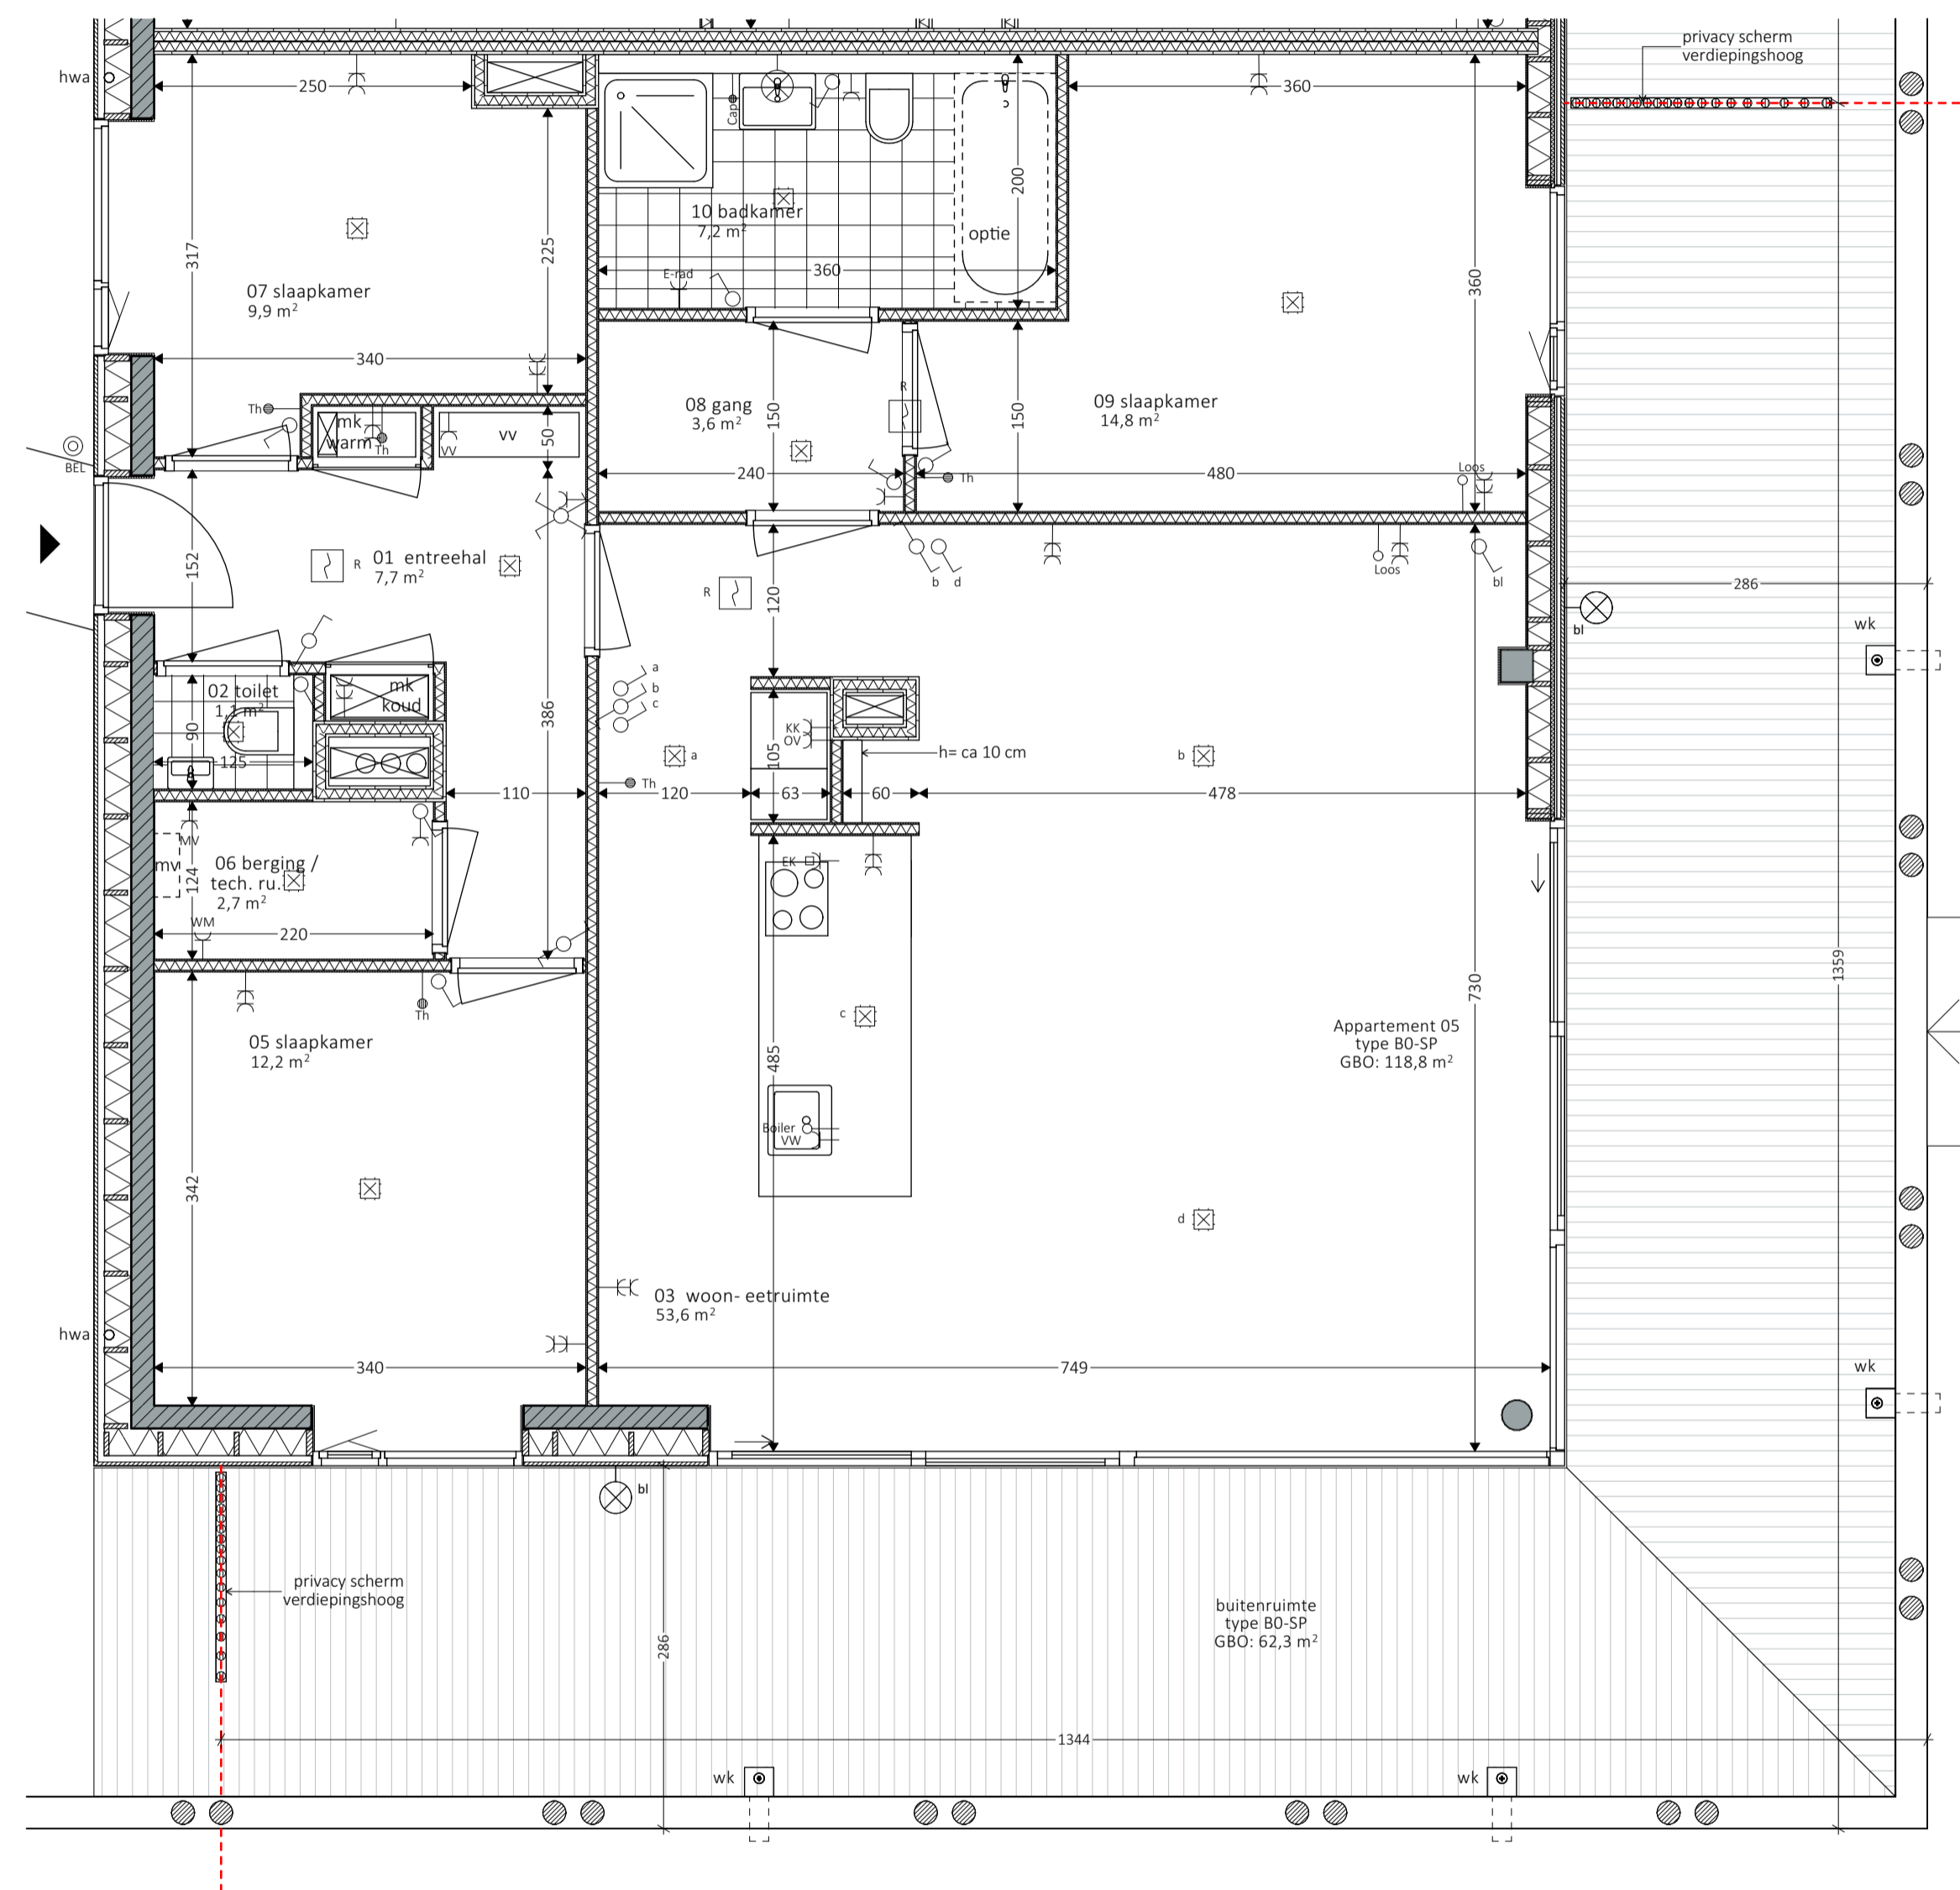 privacy scherm
verdiepingshoog
hwa
250
360
Cap
200
10 badkamer
7,2 m²
optie
317
225
E-rad
360
360
07 slaapkamer
9,9 m²
340
08 gang
3,6 m²
150
R
150
09 slaapkamer
14,8 m²
Th
mk
warm
Th
VV
vv
50
BEL
240
Th
480
Loos
152
R
01 entreehal
7,7 m²
R
120
b
d
Loos
bl
286
bl
wk
02 toilet
1,1 m²
90
125
mk
koud
386
a
b
c
a
KK
OV
105
h= ca 10 cm
b
Th
110
120
63
60
478
MV
mv
124
06 berging /
tech. ru.
2,7 m²
WM
220
EK
1359
730
Th
05 slaapkamer
12,2 m²
c
485
Appartement 05
type B0-SP
GBO: 118,8 m²
Boiler
VW
342
d
03 woon- eetruimte
53,6 m²
hwa
340
749
wk
bl
privacy scherm
verdiepingshoog
286
buitenruimte
type B0-SP
GBO: 62,3 m²
1344
wk
wk